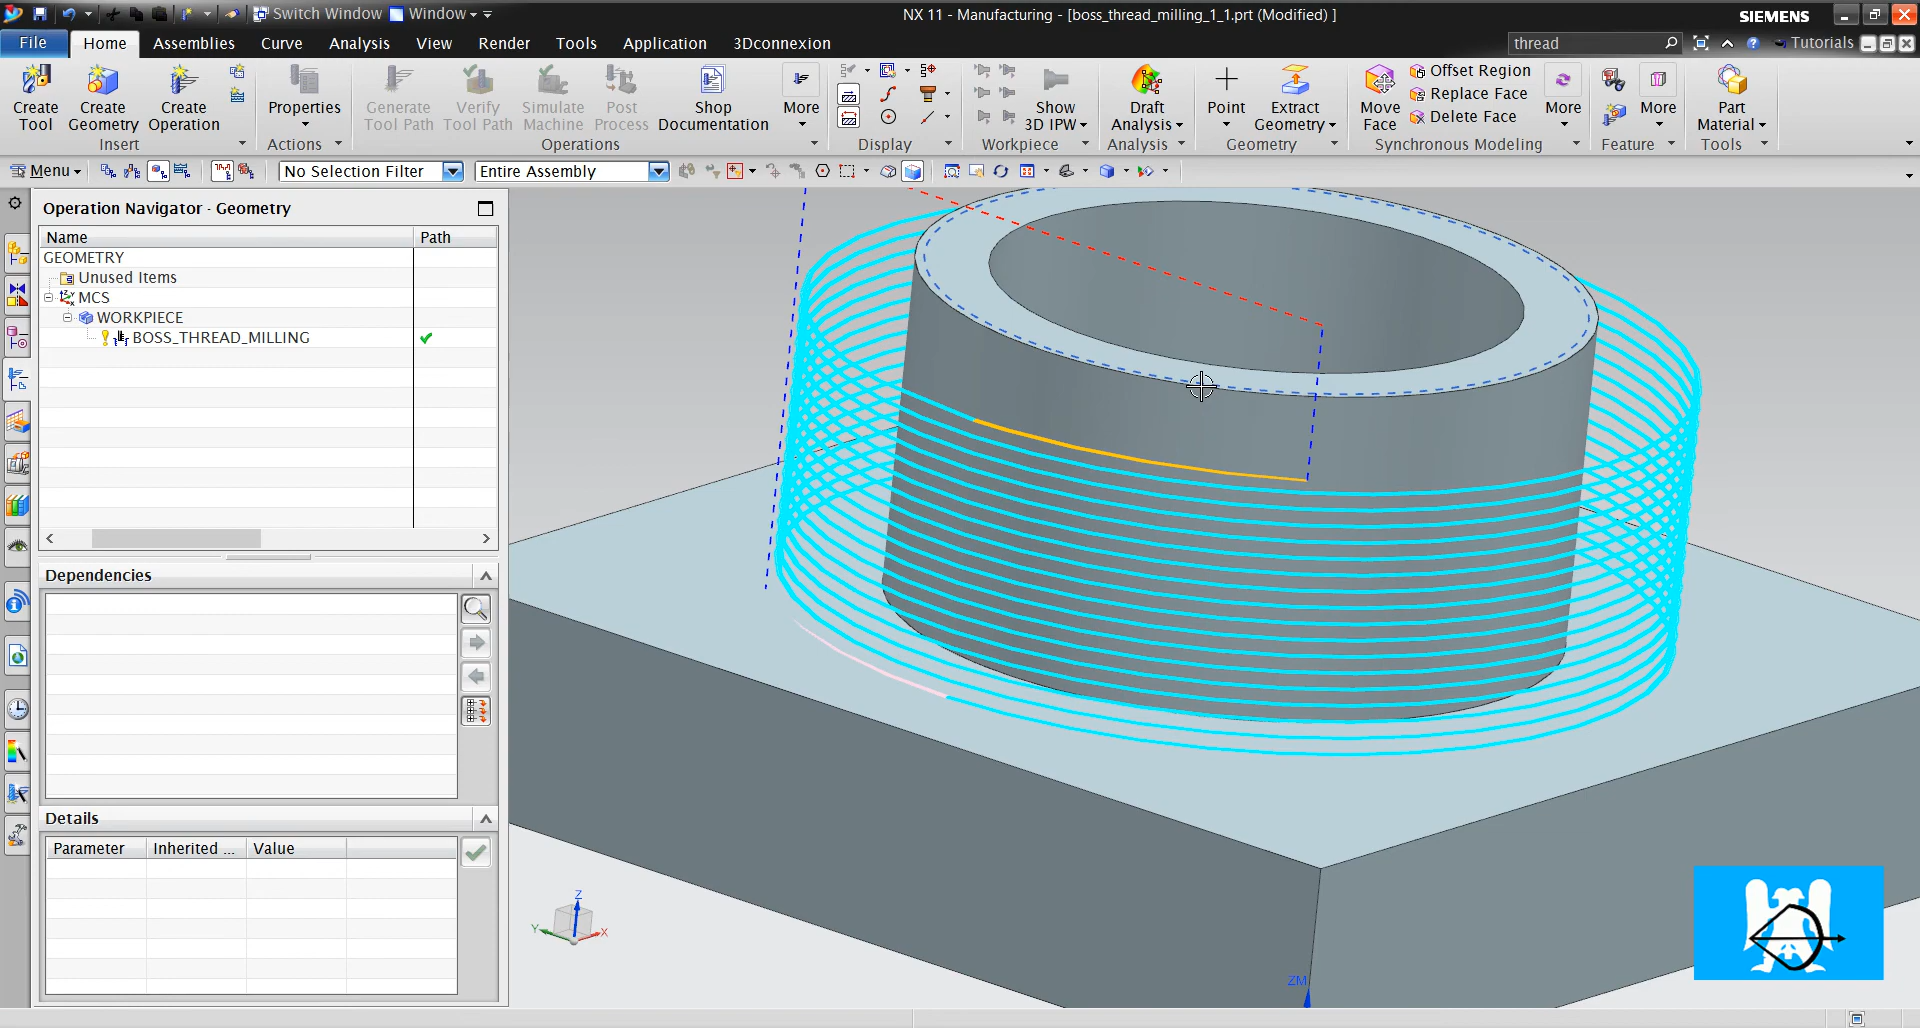 Switch Window Window
NX 11 - Manufacturing - [boss_thread_milling_1_1.prt (Modified) ]
SIEMENS
File Home Assemblies Curve Analysis View Render Tools Application 3Dconnexion
thread
Tutorials
Create Tool
Create Geometry
Create Operation
Properties
Generate Tool Path
Verify Tool Path
Simulate Machine
Post Process
Shop Documentation
More
Show 3D IPW
Draft Analysis
Point
Extract Geometry
Move Face
Offset Region
Replace Face
Delete Face
More
More
Part Material
Insert Actions Operations Display Workpiece Analysis Geometry Synchronous Modeling Feature Tools
Menu No Selection Filter Entire Assembly
Operation Navigator - Geometry
Name Path
GEOMETRY
Unused Items
MCS
WORKPIECE
BOSS_THREAD_MILLING
Dependencies
Details
Parameter Inherited ... Value
Z
Y
X
ZM